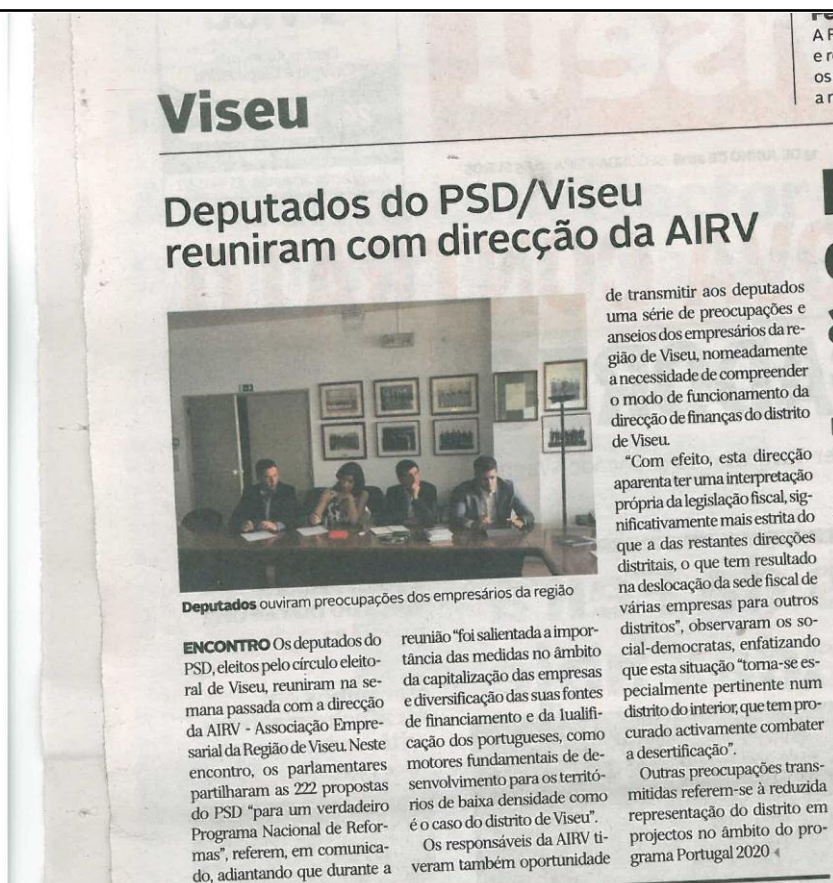 Viseu
Deputados do PSD/Viseu
reuniram com direcção da AIRV
Deputados ouviram preocupações dos empresários da região
ENCONTRO Os deputados do
PSD, eleitos pelo círculo eleito-
ral de Viseu, reuniram na se-
mana passada com a direcção
da AIRV - Associação Empre-
sarial da Região de Viseu. Neste
encontro, os parlamentares
partilharam as 222 propostas
do PSD “para um verdadeiro
Programa Nacional de Refor-
mas”, referem, em comunica-
do, adiantando que durante a
reunião “foi salientada a impor-
tância das medidas no âmbito
da capitalização das empresas
e diversificação das suas fontes
de financiamento e da lualifi-
cação dos portugueses, como
motores fundamentais de de-
senvolvimento para os territó-
rios de baixa densidade como
é o caso do distrito de Viseu”.
Os responsáveis da AIRV ti-
veram também oportunidade
de transmitir aos deputados
uma série de preocupações e
anseios dos empresários da re-
gião de Viseu, nomeadamente
a necessidade de compreender
o modo de funcionamento da
direcção de finanças do distrito
de Viseu.
“Com efeito, esta direcção
aparenta ter uma interpretação
própria da legislação fiscal, sig-
nificativamente mais estrita do
que a das restantes direcções
distritais, o que tem resultado
na deslocação da sede fiscal de
várias empresas para outros
distritos”, observaram os so-
cial-democratas, enfatizando
que esta situação “torna-se es-
pecialmente pertinente num
distrito do interior, que tem pro-
curado activamente combater
a desertificação”.
Outras preocupações trans-
mitidas referem-se à reduzida
representação do distrito em
projectos no âmbito do pro-
grama Portugal 2020